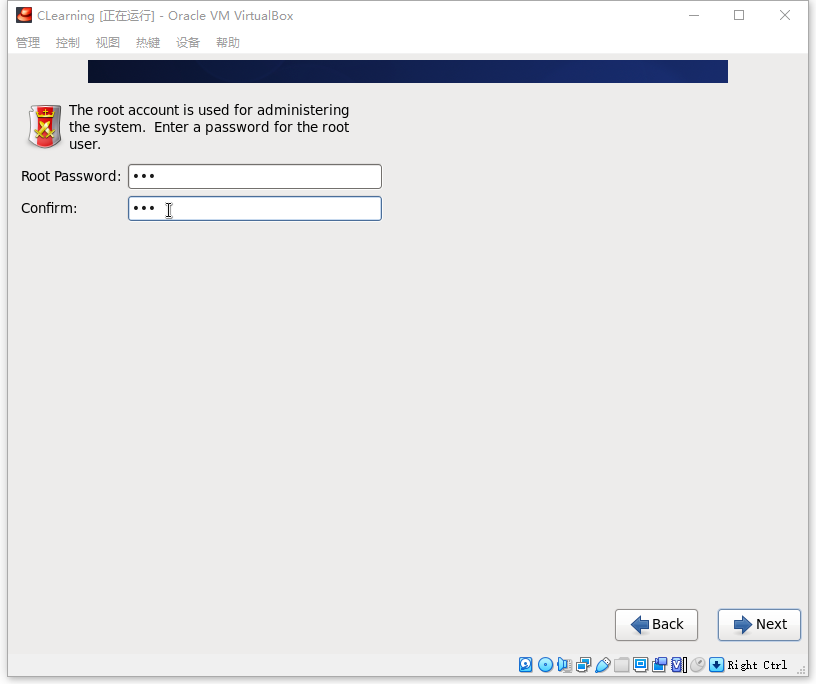 CLearning [正在运行] - Oracle VM VirtualBox
管理 控制 视图 热键 设备 帮助
The root account is used for administering
the system. Enter a password for the root
user.
Root Password: •••
Confirm: •••
Back Next
Right Ctrl